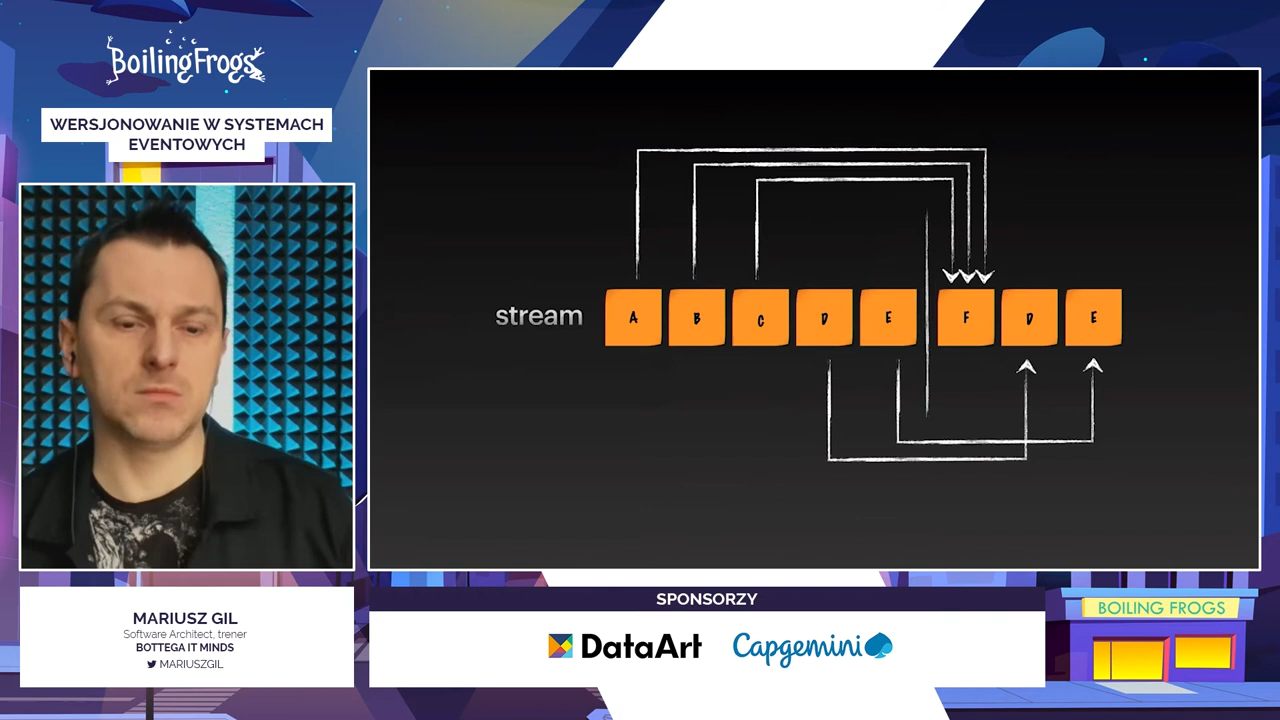 BoilingFrogs
WERSJONOWANIE W SYSTEMACH
EVENTOWYCH
stream
A B C D E F D E
MARIUSZ GIL
Software Architect, trener
BOTTEGA IT MINDS
MARIUSZGIL
SPONSORZY
DataArt
Capgemini
BOILING FROGS